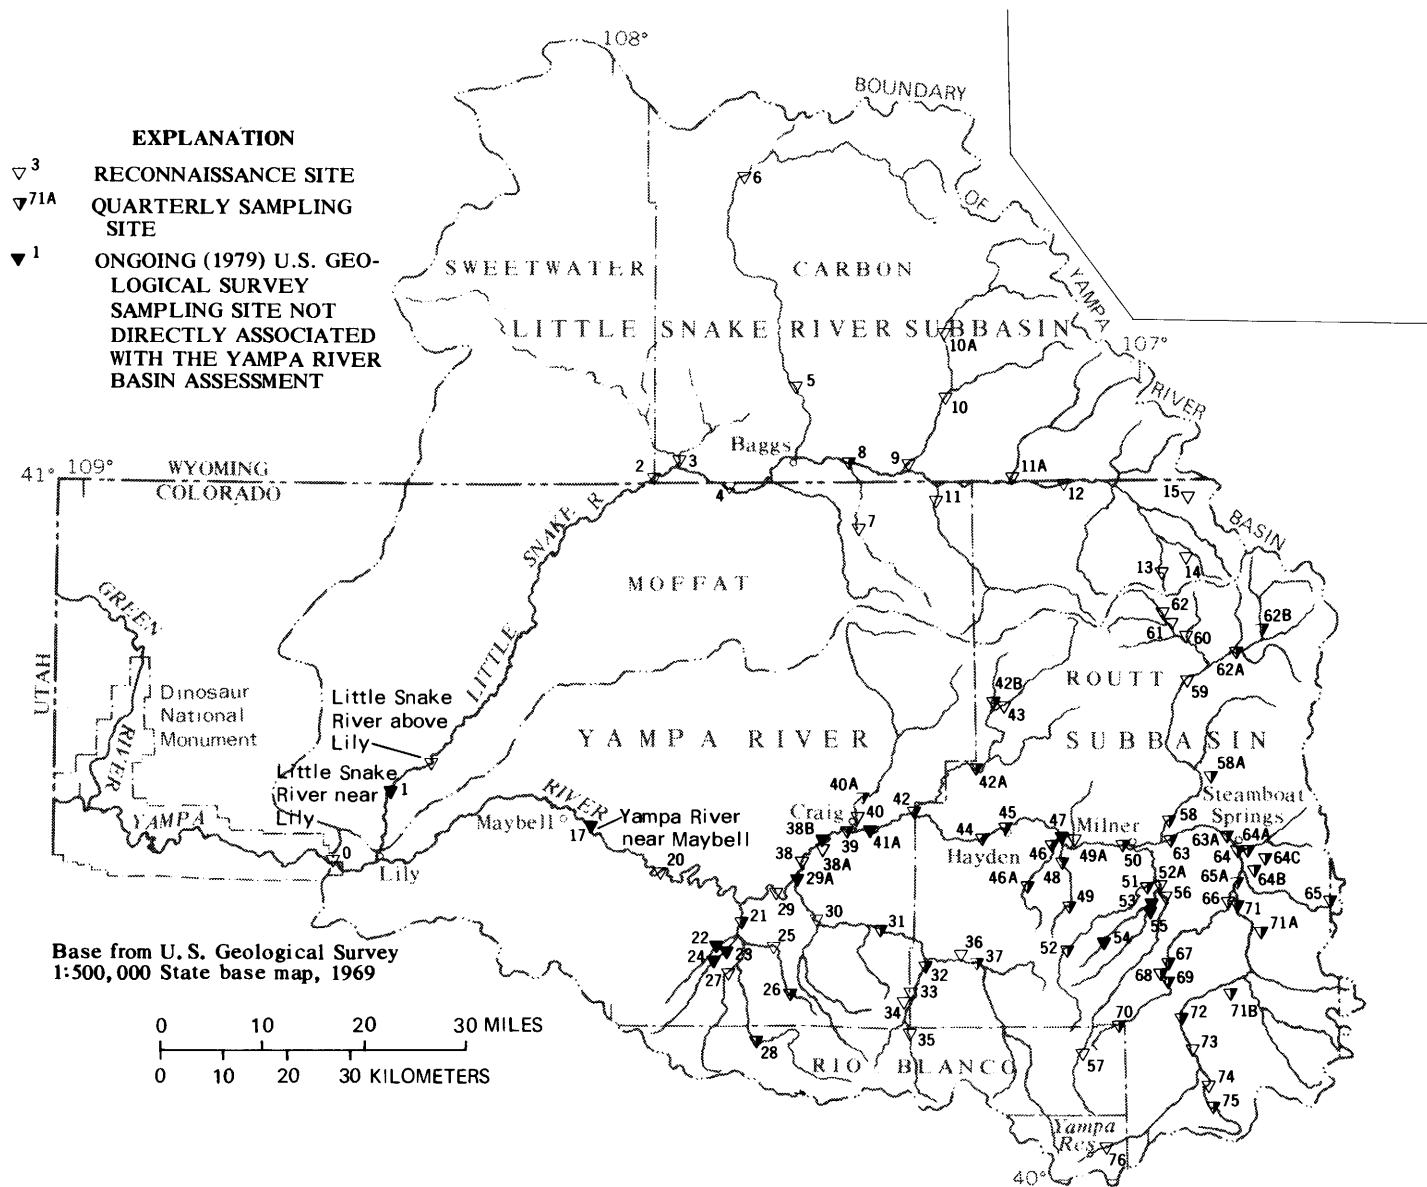 108°
BOUNDARY
OF
YAMPA
RIVER
BASIN
107°
EXPLANATION
3 RECONNAISSANCE SITE
71A QUARTERLY SAMPLING
SITE
1 ONGOING (1979) U.S. GEO-
LOGICAL SURVEY
SAMPLING SITE NOT
DIRECTLY ASSOCIATED
WITH THE YAMPA RIVER
BASIN ASSESSMENT
6
SWEETWATER
CARBON
LITTLE SNAKE RIVER SUBBASIN
10A
5
10
Baggs
41° 109°
WYOMING
COLORADO
2
3
4
8
9
11A
11
12
15
7
SNAKE R
LITTLE
MOFFAT
13
14
62
61
60
62B
62A
59
GREEN
RIVER
UTAH
Dinosaur
National
Monument
Little Snake
River above
Lily
Little Snake
River near
Lily
1
ROUTT
42B
43
YAMPA RIVER
SUBBASIN
42A
58A
Steamboat
Springs
YAMPA
RIVER
Maybell
17
Yampa River
near Maybell
40A
Craig
40
42
38B
39
41A
38
38A
29A
45
44
47
Milner
58
Hayden
46
49A
50
63
63A
64A
64
64C
64B
0
Lily
20
46A
48
49
51
52A
53
56
55
65A
66
71
65
71A
29
21
30
31
22
23
24
25
27
26
28
36
37
32
33
34
35
52
54
67
68
69
70
71B
72
73
74
75
57
RIO BLANCO
Yampa
Res
76
40°
Base from U. S. Geological Survey
1:500,000 State base map, 1969
0 10 20 30 MILES
0 10 20 30 KILOMETERS